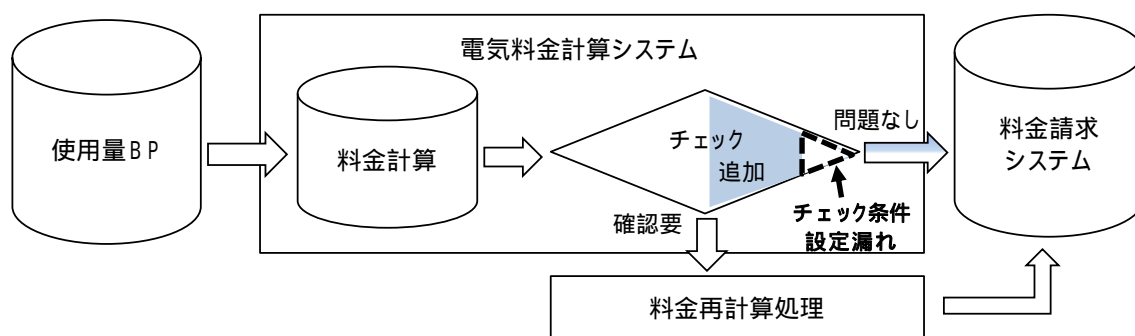 電気料金計算システム
使用量BP
料金計算
チェック
追加
問題なし
料金請求
システム
確認要
チェック条件
設定漏れ
料金再計算処理